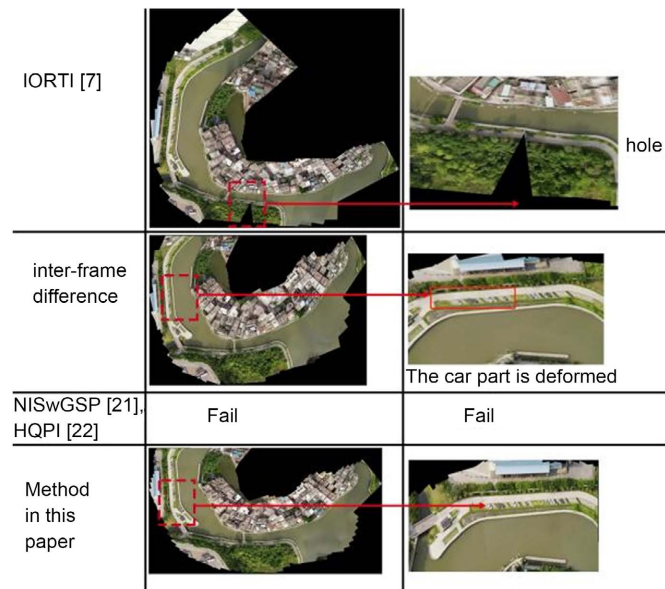 IORTI [7]
hole
inter-frame
difference
The car part is deformed
NISwGSP [21],
HQPI [22]
Fail
Fail
Method
in this
paper